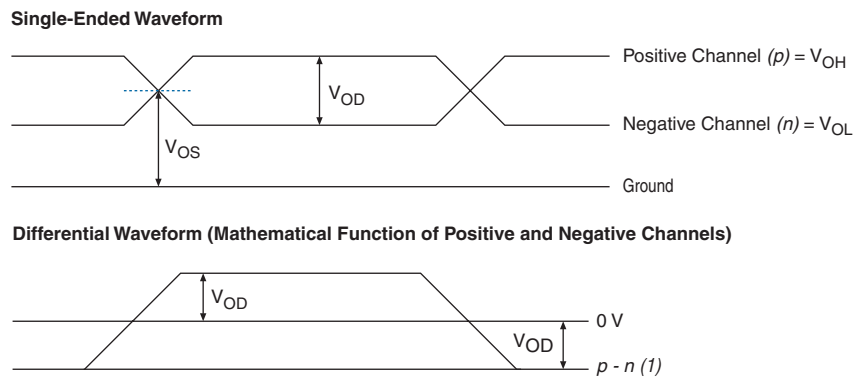 Single-Ended Waveform
Positive Channel (p) = VOH
VOD
Negative Channel (n) = VOL
VOS
Ground
Differential Waveform (Mathematical Function of Positive and Negative Channels)
VOD
0 V
VOD
p - n (1)